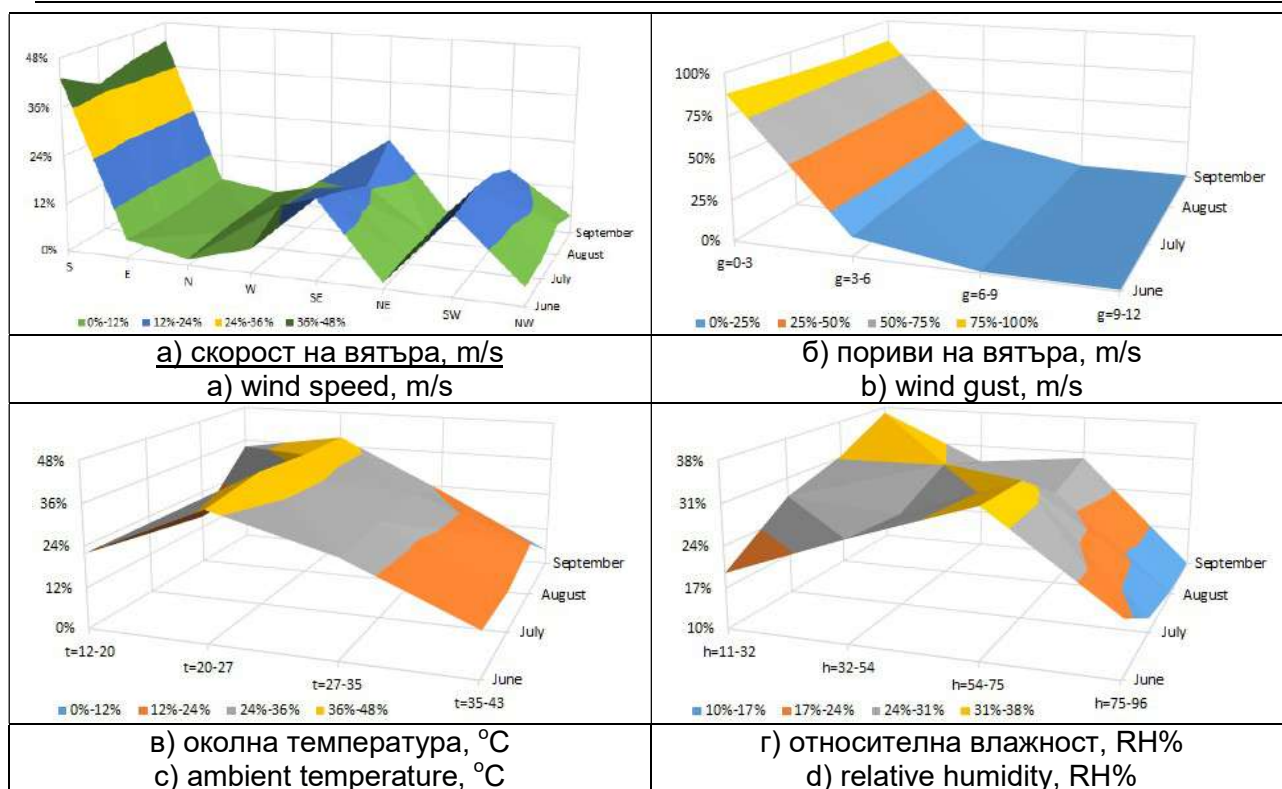 48%
36%
24%
12%
0%
S
E
N
W
SE
NE
SW
NW
September
August
July
June
0%-12% 12%-24% 24%-36% 36%-48%
а) скорост на вятъра, m/s
a) wind speed, m/s
100%
75%
50%
25%
0%
g=0-3
g=3-6
g=6-9
g=9-12
September
August
July
June
0%-25% 25%-50% 50%-75% 75%-100%
б) пориви на вятъра, m/s
b) wind gust, m/s
48%
36%
24%
12%
0%
t=12-20
t=20-27
t=27-35
t=35-43
September
August
July
June
0%-12% 12%-24% 24%-36% 36%-48%
в) околна температура, °C
c) ambient temperature, °C
38%
31%
24%
17%
10%
h=11-32
h=32-54
h=54-75
h=75-96
September
August
July
June
10%-17% 17%-24% 24%-31% 31%-38%
г) относителна влажност, RH%
d) relative humidity, RH%